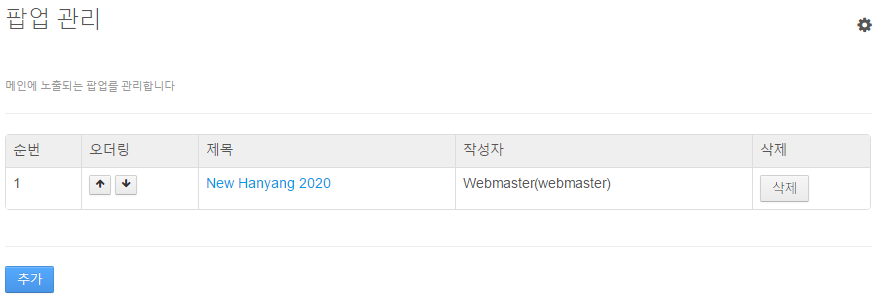 팝업 관리
메인에 노출되는 팝업를 관리합니다
순번 오더링 제목 작성자 삭제
1 New Hanyang 2020 Webmaster(webmaster) 삭제
추가